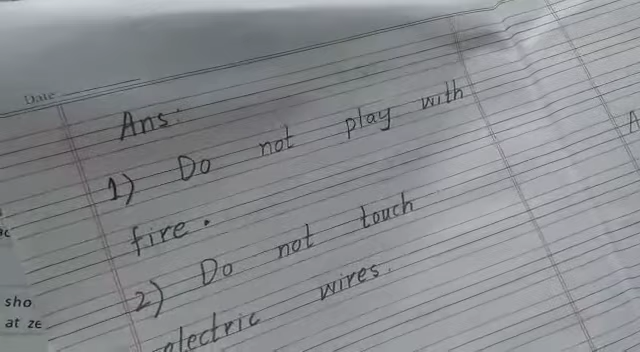 Date
Ans:
1) Do not play with
fire.
2) Do not touch
electric wires.
sho
at ze
A